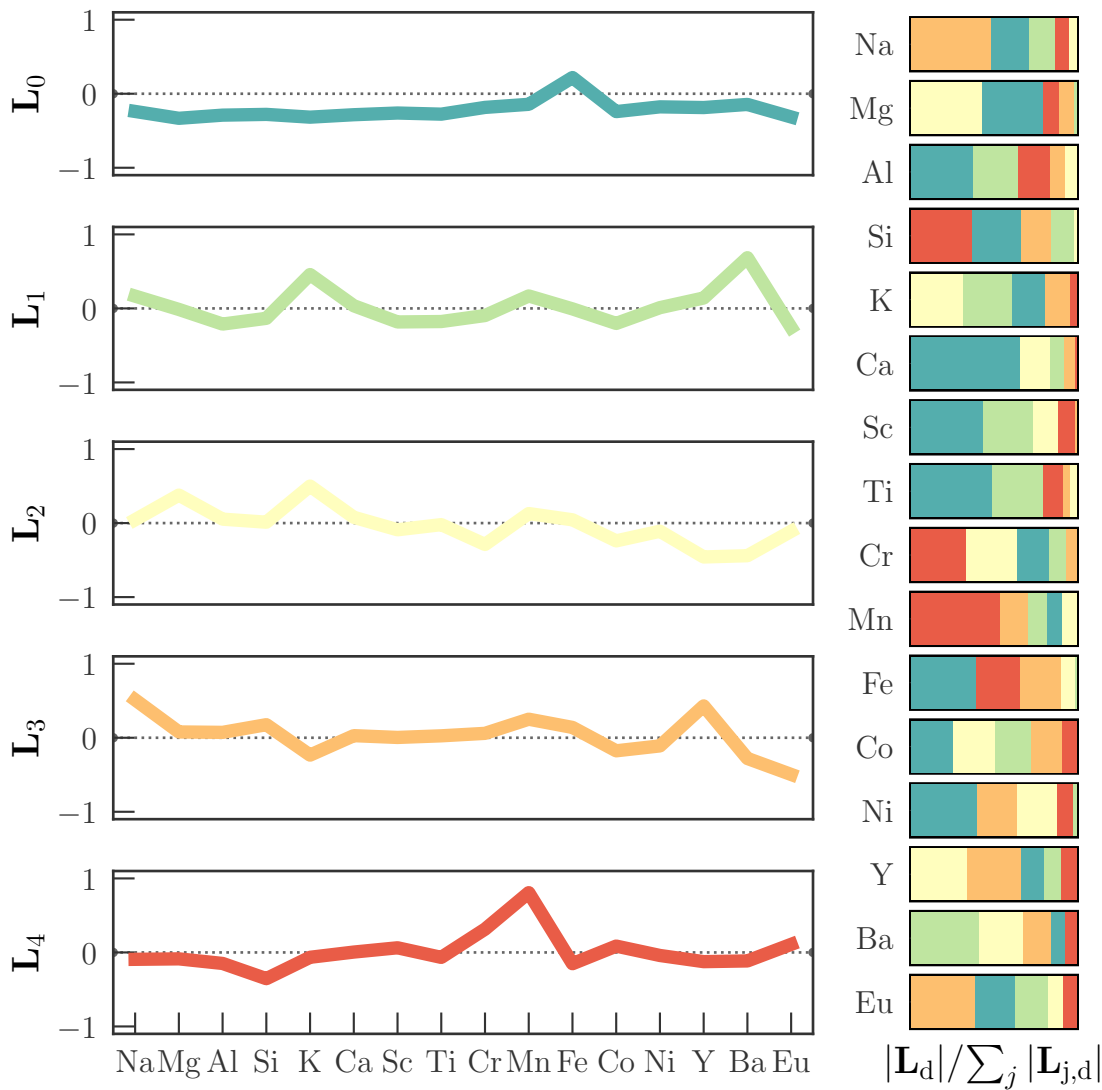 L0
1
0
−1
L1
1
0
−1
L2
1
0
−1
L3
1
0
−1
L4
1
0
−1
Na Mg Al Si K Ca Sc Ti Cr Mn Fe Co Ni Y Ba Eu
Na
Mg
Al
Si
K
Ca
Sc
Ti
Cr
Mn
Fe
Co
Ni
Y
Ba
Eu
|Ld|/∑j |Lj,d|